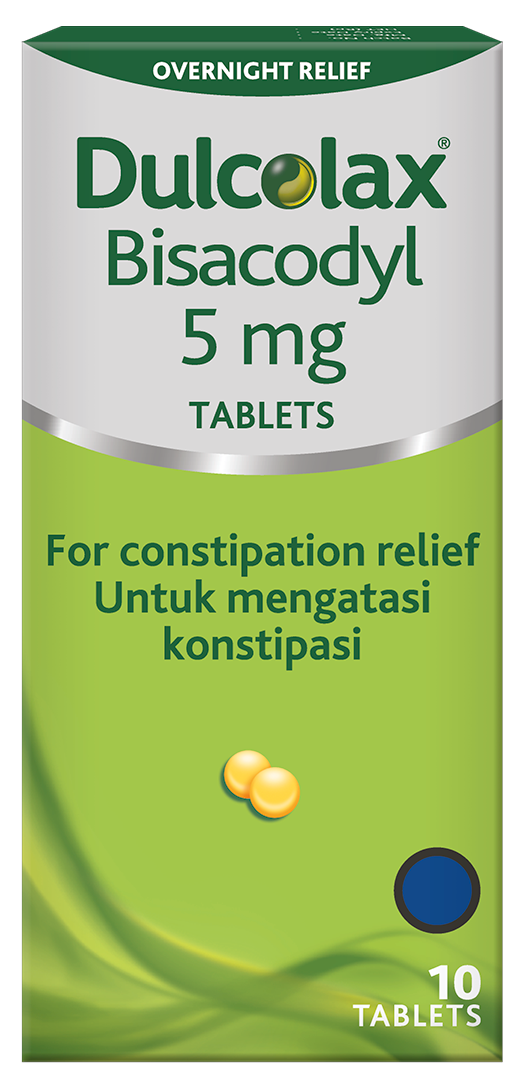 OVERNIGHT RELIEF
Dulcolax®
Bisacodyl
5 mg
TABLETS
For constipation relief
Untuk mengatasi
konstipasi
10
TABLETS